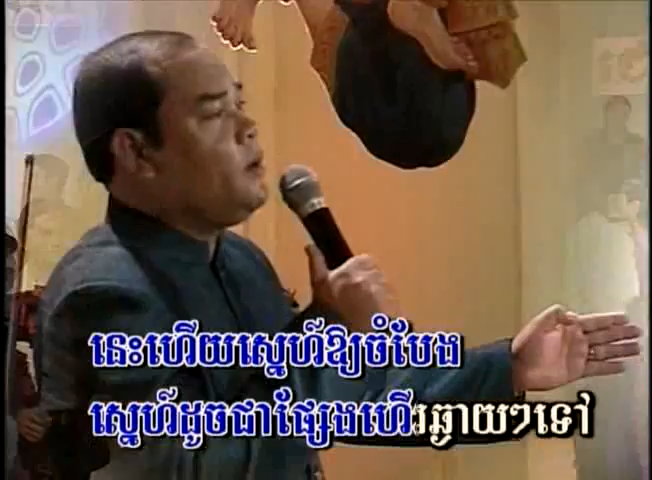 នេះហើយស្នេហ៍ឱ្យចំបែង
ស្នេហ៍ដូចជាផ្សែងហើរឆ្ងាយៗទៅ